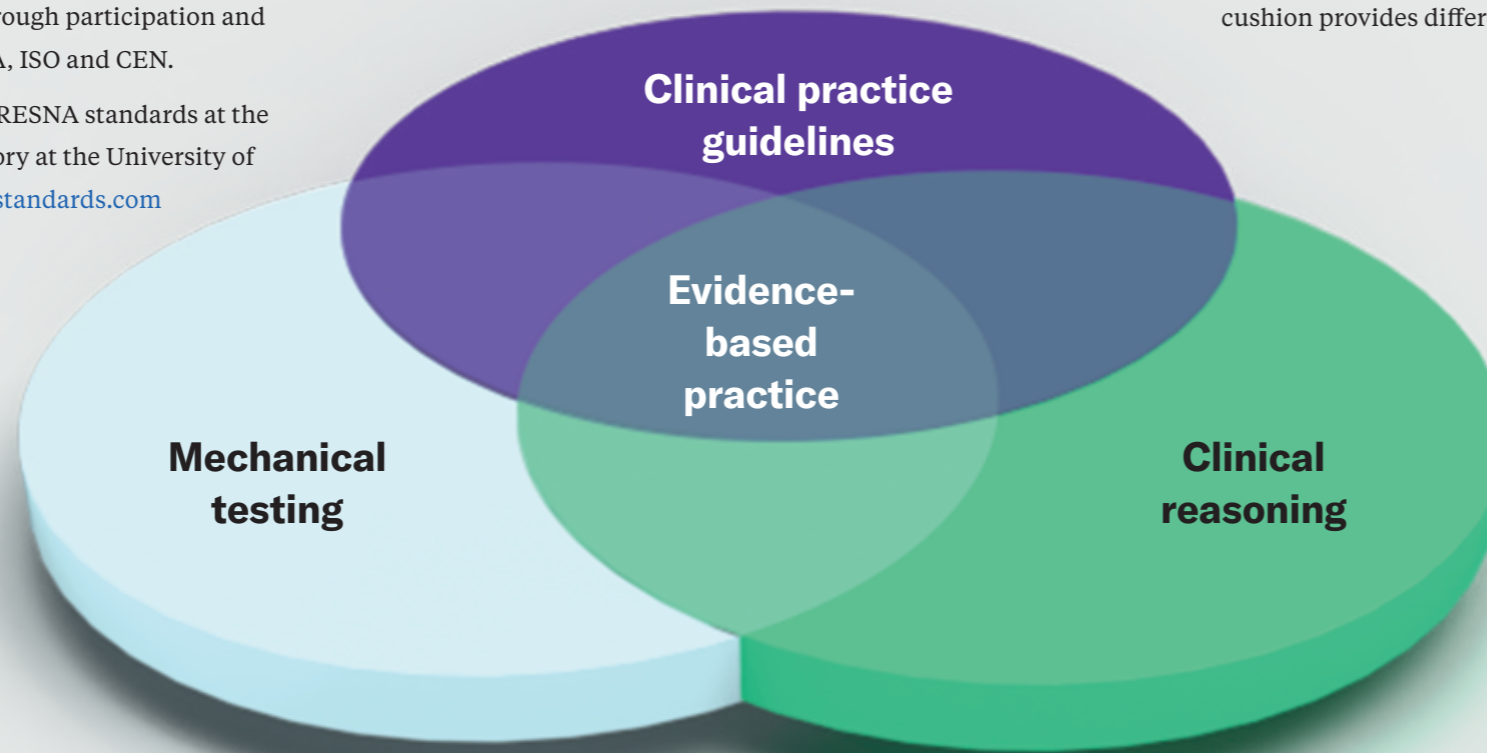 rough participation and
A, ISO and CEN.
RESNA standards at the
ory at the University of
standards.com
cushion provides differ
Clinical practice
guidelines
Evidence-
based
practice
Mechanical
testing
Clinical
reasoning